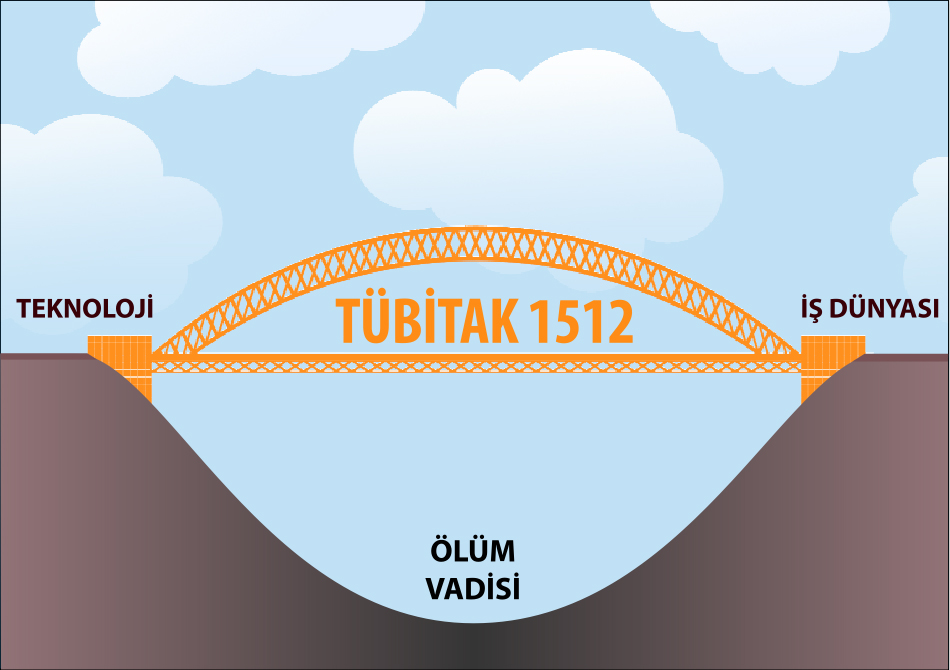 TEKNOLOJİ
TÜBİTAK 1512
İŞ DÜNYASI
ÖLÜM
VADİSİ